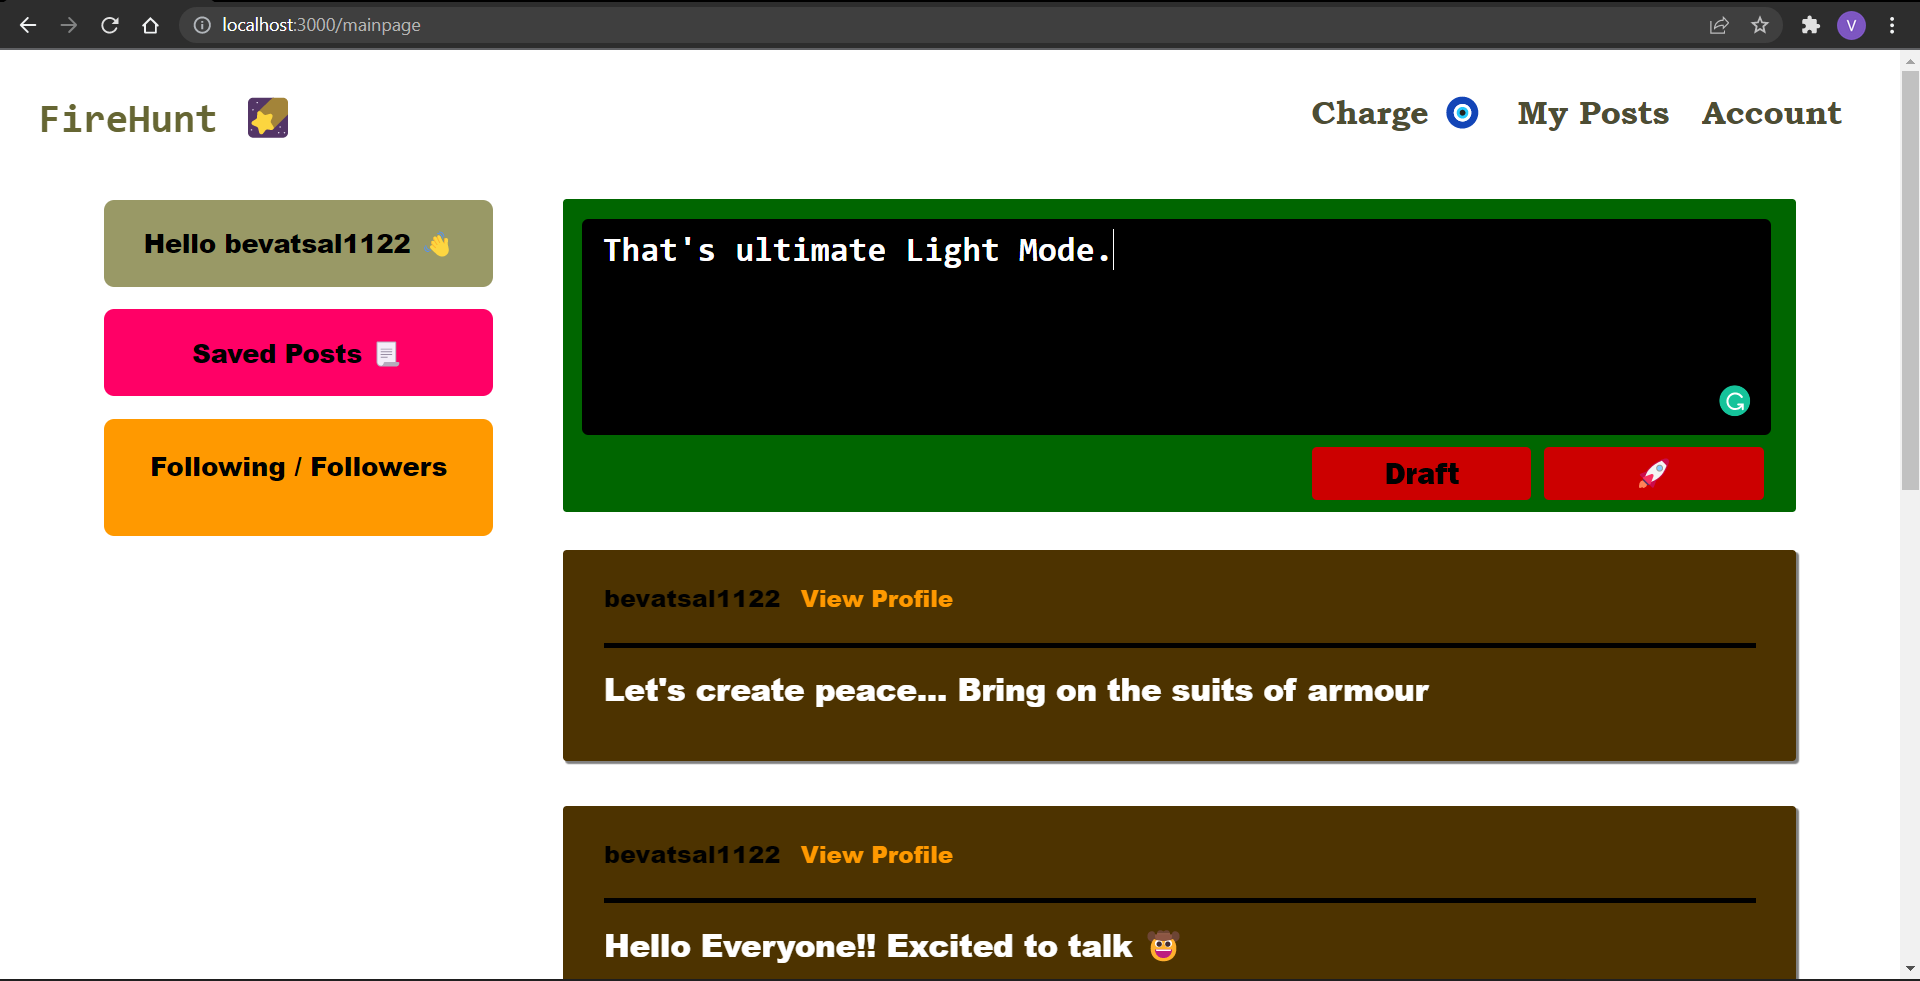 localhost:3000/mainpage
V
FireHunt
Charge 🧿 My Posts Account
Hello bevatsal1122 👋
Saved Posts 📃
Following / Followers
That's ultimate Light Mode.
Draft 🚀
bevatsal1122 View Profile
Let's create peace... Bring on the suits of armour
bevatsal1122 View Profile
Hello Everyone!! Excited to talk 🤠